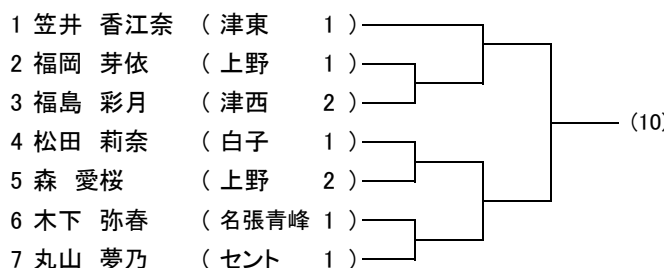 1 笠井 香江奈 ( 津東 1 )
2 福岡 芽依 ( 上野 1 )
3 福島 彩月 ( 津西 2 )
4 松田 莉奈 ( 白子 1 )
5 森 愛桜 ( 上野 2 )
6 木下 弥春 ( 名張青峰 1 )
7 丸山 夢乃 ( セント 1 )
(10)